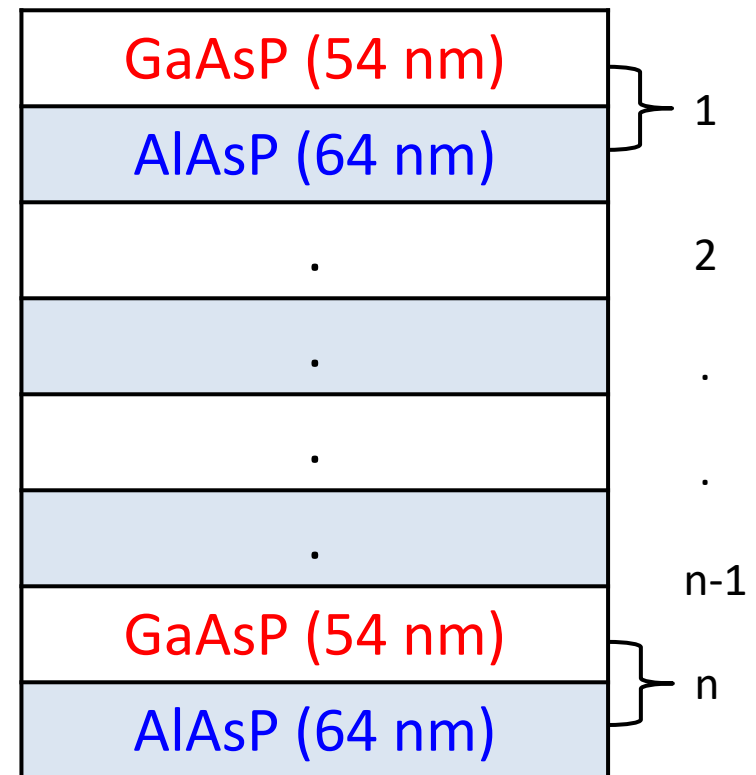 GaAsP (54 nm)
1
AlAsP (64 nm)
.
2
.
.
.
.
.
n-1
GaAsP (54 nm)
n
AlAsP (64 nm)